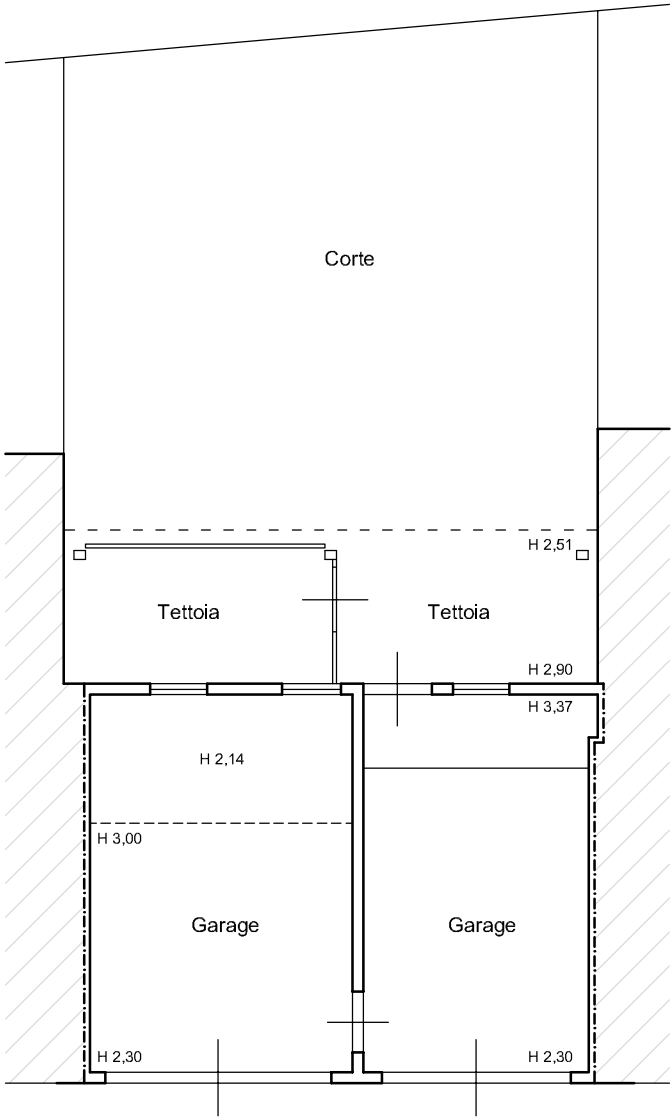 Corte
H 2,51
Tettoia
Tettoia
H 2,90
H 3,37
H 2,14
H 3,00
Garage
Garage
H 2,30
H 2,30